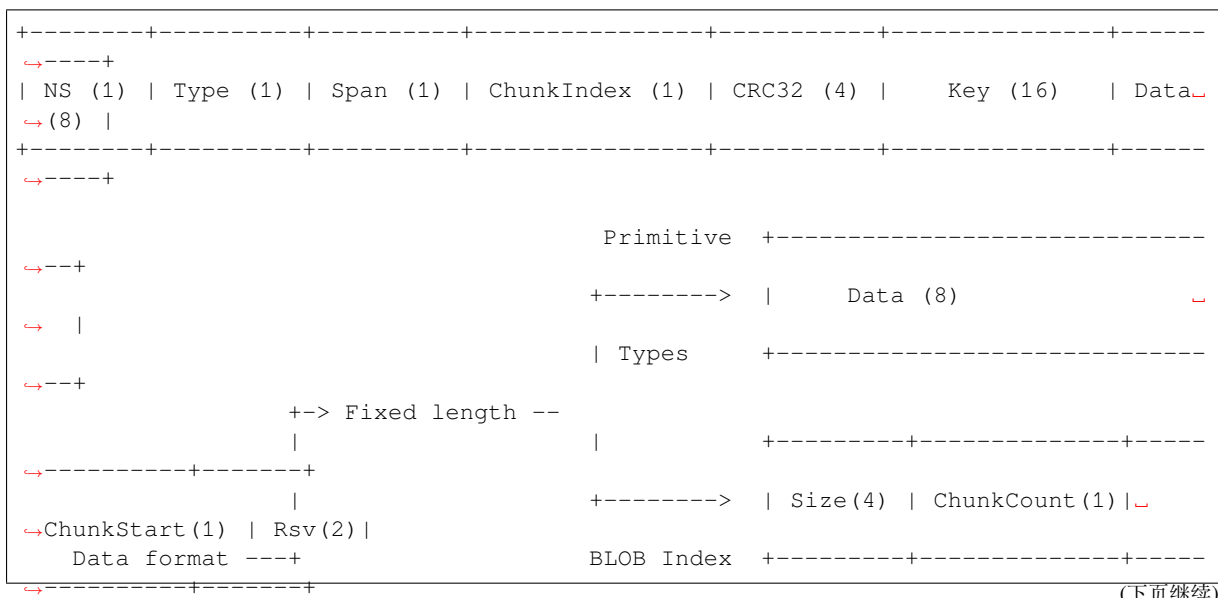 +--------+----------+----------+----------------+-----------+---------------+------
↪----+
| NS (1) | Type (1) | Span (1) | ChunkIndex (1) | CRC32 (4) |    Key (16)   | Data␣
↪(8) |
+--------+----------+----------+----------------+-----------+---------------+------
↪----+

                                         Primitive  +------------------------------
↪--+
                                        +-------->  |     Data (8)                ␣
↪  |
                                        | Types     +------------------------------
↪--+
                   +-> Fixed length --
                   |                    |           +---------+--------------+-----
↪----------+-------+
                   |                    +-------->  | Size(4) | ChunkCount(1)|␣
↪ChunkStart(1) | Rsv(2)|
    Data format ---+                    BLOB Index  +---------+--------------+-----
↪----------+-------+
(下页继续)